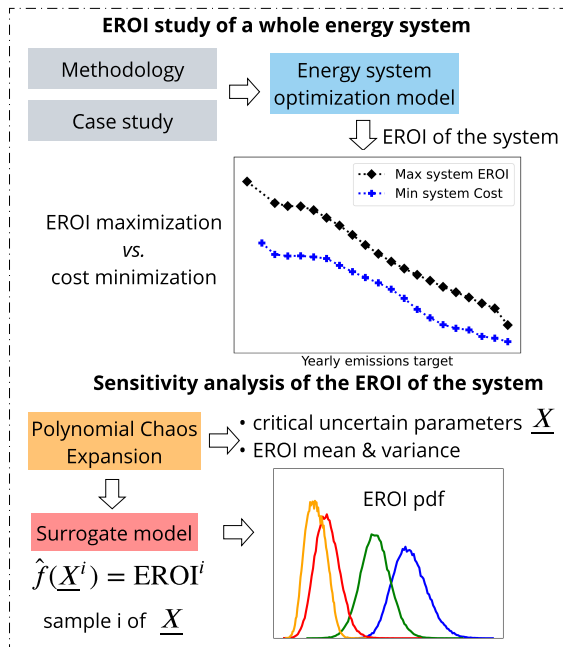 EROI study of a whole energy system
Methodology
Case study
Energy system
optimization model
EROI of the system
EROI maximization
vs.
cost minimization
Max system EROI
Min system Cost
Yearly emissions target
Sensitivity analysis of the EROI of the system
Polynomial Chaos
Expansion
• critical uncertain parameters X
• EROI mean & variance
Surrogate model
f̂(Xⁱ) = EROIⁱ
sample i of X
EROI pdf